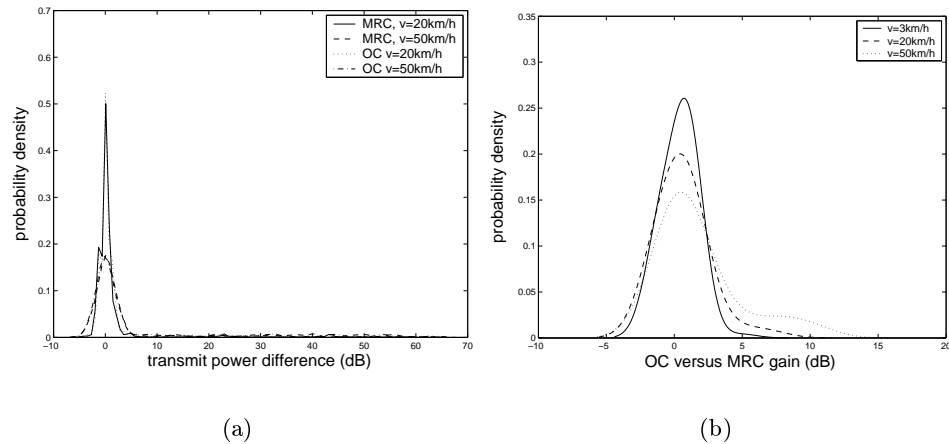 0.7
0.6
0.5
0.4
0.3
0.2
0.1
0
−10
0
10
20
30
40
50
60
70
probability density
transmit power difference (dB)
MRC, v=20km/h
MRC, v=50km/h
OC v=20km/h
OC v=50km/h
(a)
0.35
0.3
0.25
0.2
0.15
0.1
0.05
0
−10
−5
0
5
10
15
20
probability density
OC versus MRC gain (dB)
v=3km/h
v=20km/h
v=50km/h
(b)